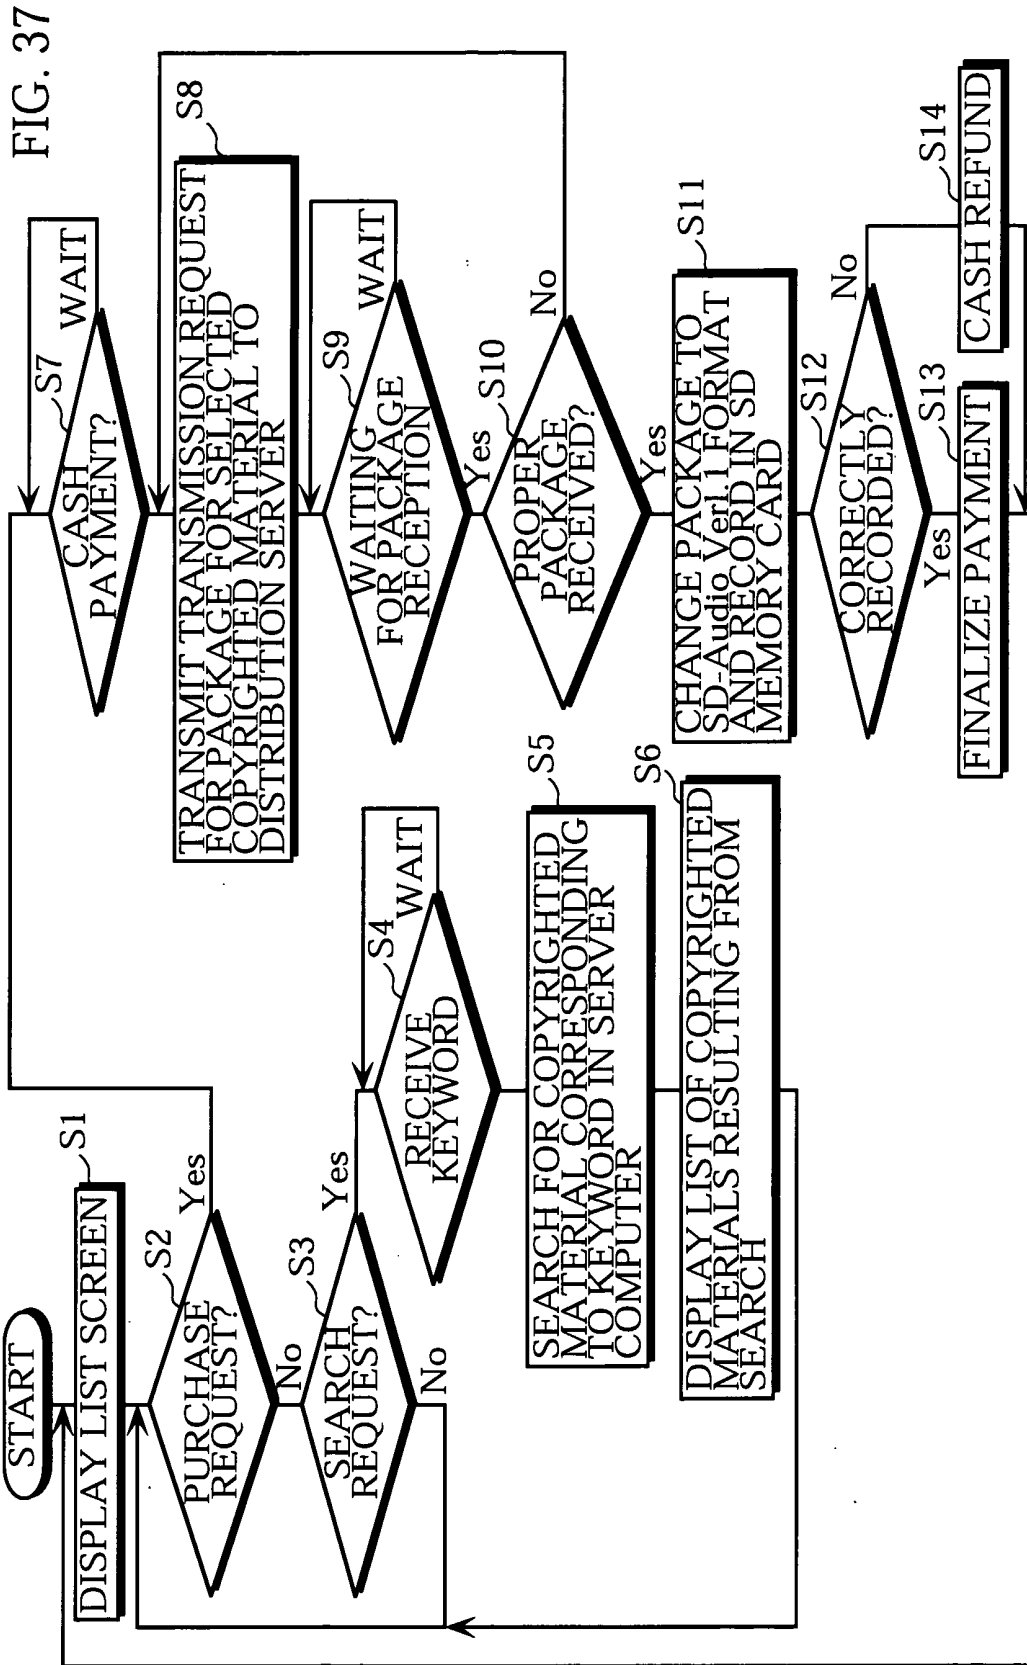 FIG. 37
START
DISPLAY LIST SCREEN
S1
PURCHASE
REQUEST?
S2
Yes
No
SEARCH
REQUEST?
S3
Yes
No
RECEIVE
KEYWORD
S4
WAIT
SEARCH FOR COPYRIGHTED
MATERIAL CORRESPONDING
TO KEYWORD IN SERVER
COMPUTER
S5
DISPLAY LIST OF COPYRIGHTED
MATERIALS RESULTING FROM
SEARCH
S6
CASH
PAYMENT?
S7
WAIT
TRANSMIT TRANSMISSION REQUEST
FOR PACKAGE FOR SELECTED
COPYRIGHTED MATERIAL TO
DISTRIBUTION SERVER
S8
WAITING
FOR PACKAGE
RECEPTION
S9
WAIT
Yes
PROPER
PACKAGE
RECEIVED?
S10
No
Yes
CHANGE PACKAGE TO
SD-Audio Ver1.1 FORMAT
AND RECORD IN SD
MEMORY CARD
S11
CORRECTLY
RECORDED?
S12
No
Yes
FINALIZE PAYMENT
S13
CASH REFUND
S14